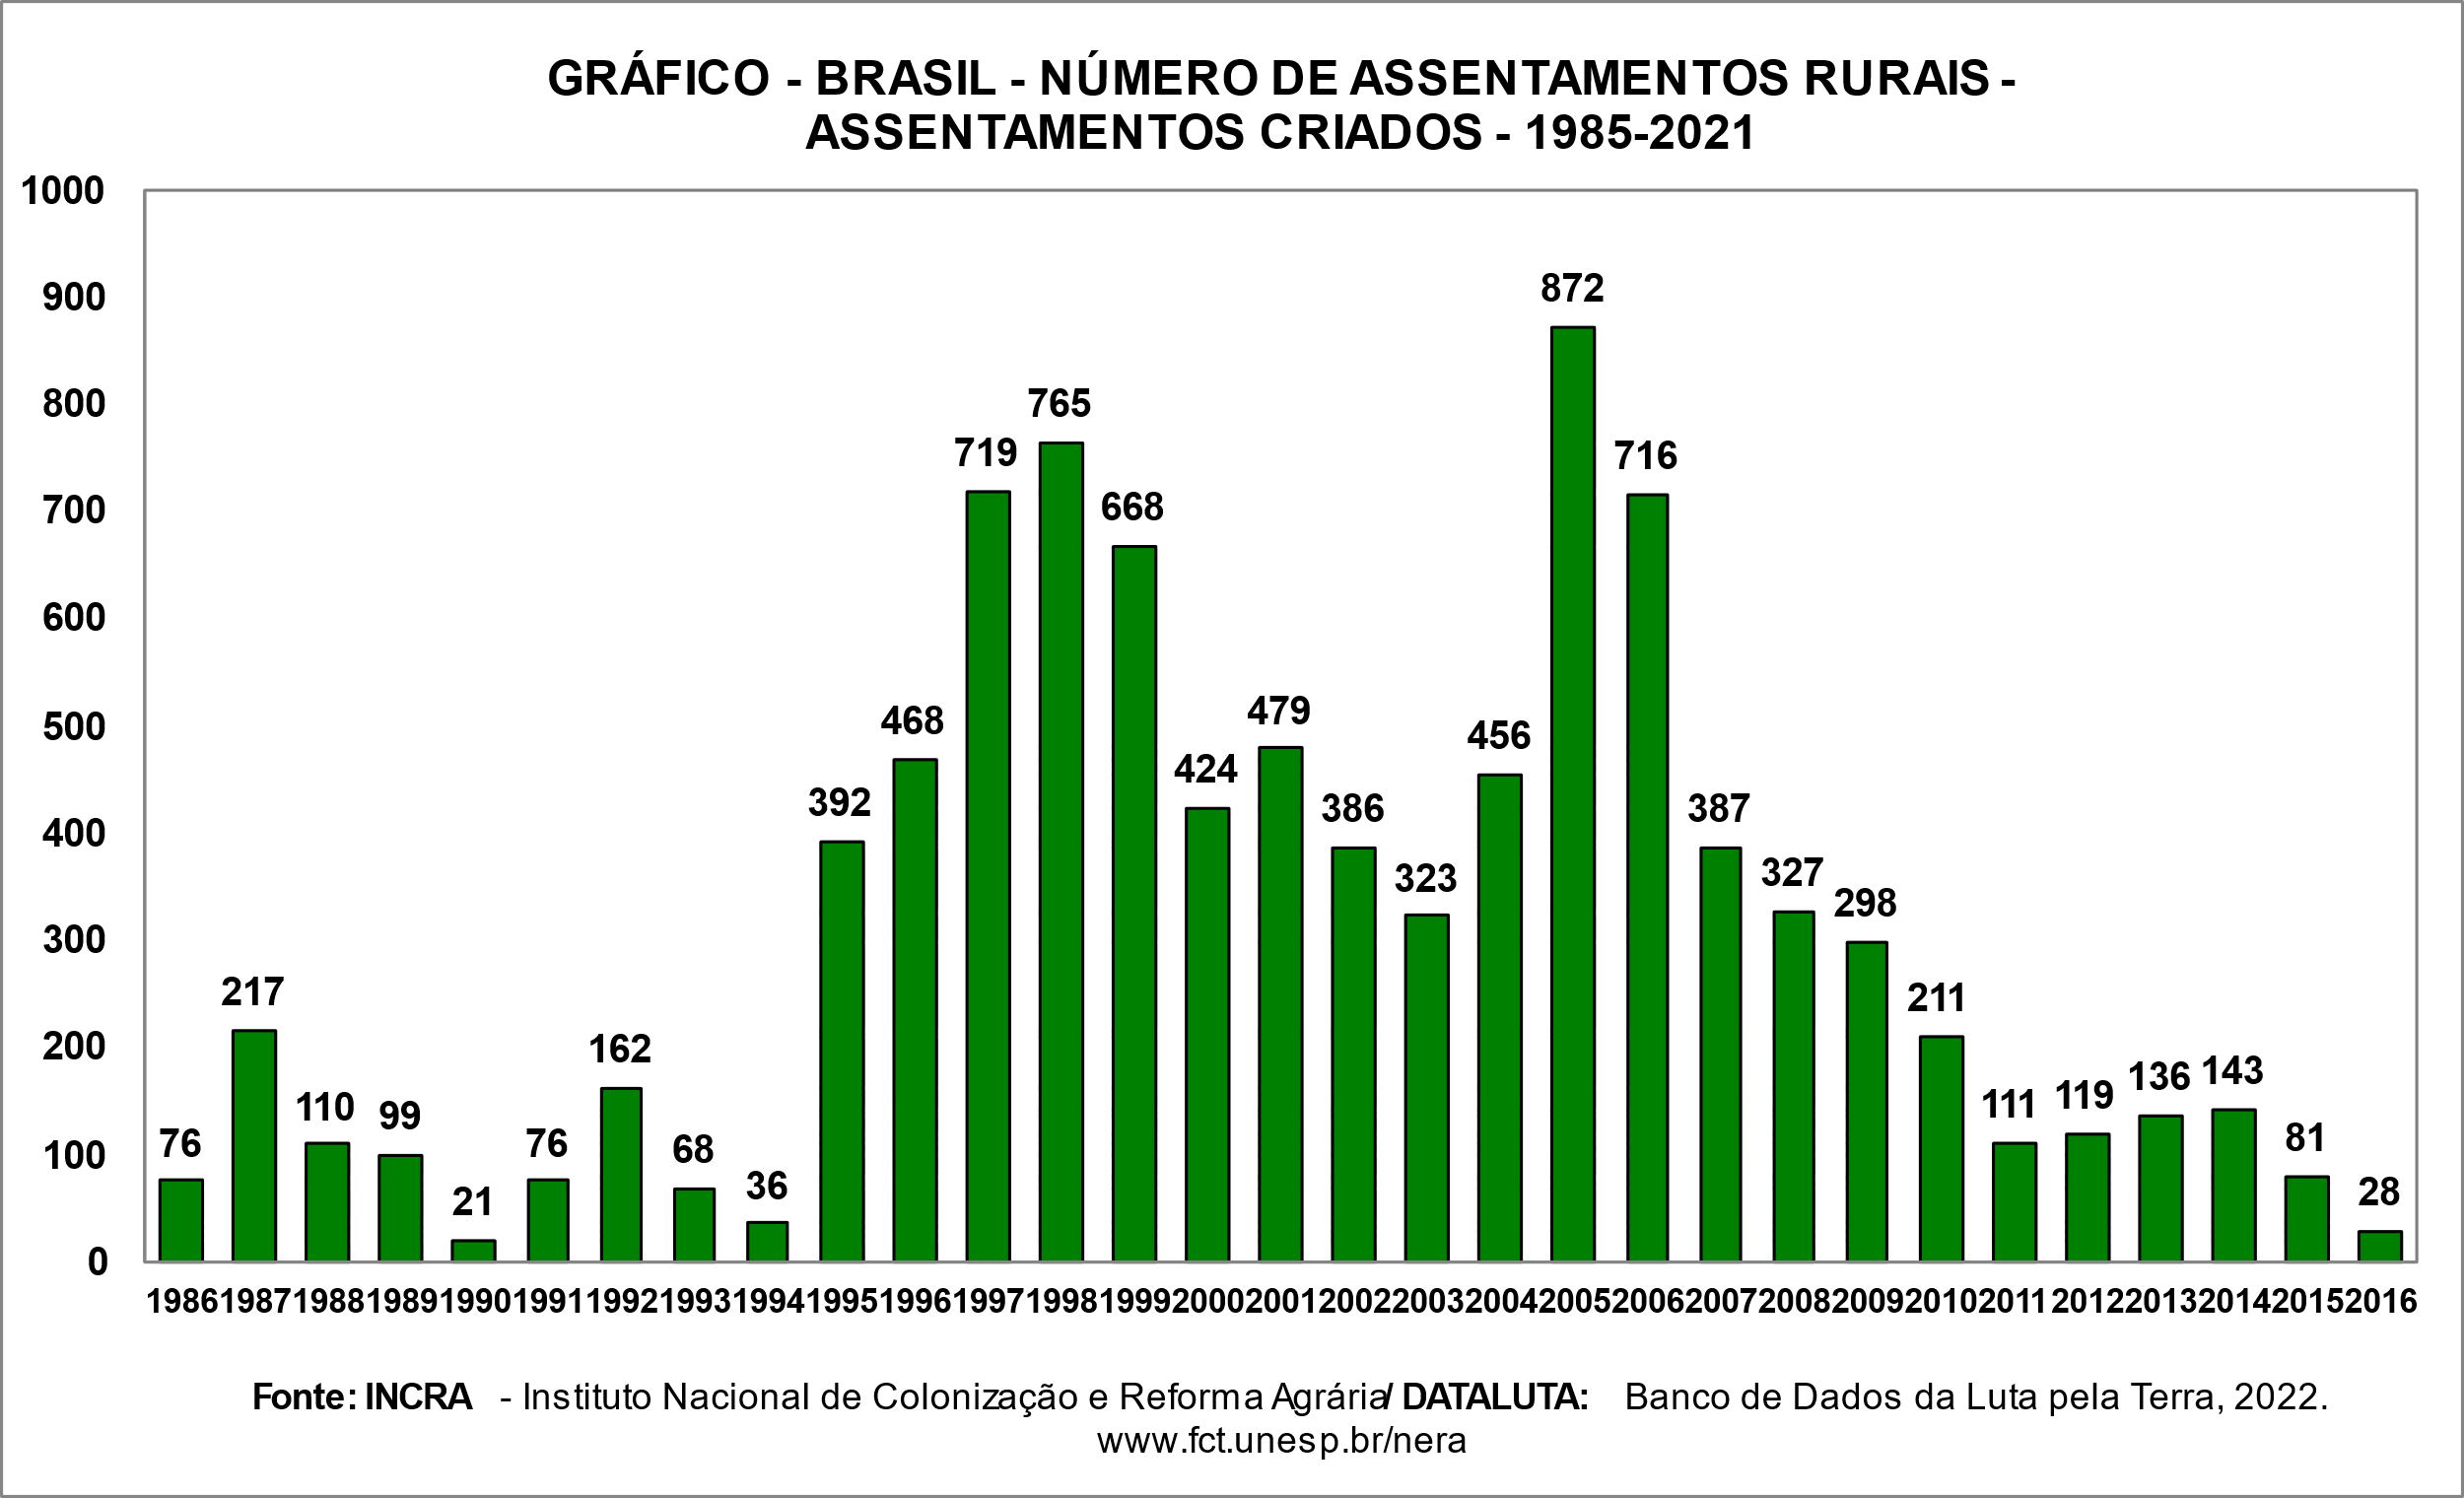 GRÁFICO - BRASIL - NÚMERO DE ASSENTAMENTOS RURAIS -
ASSENTAMENTOS CRIADOS - 1985-2021
1000
900
800
700
600
500
400
300
200
100
0
76 217 110 99 21 76 162 68 36 392 468 719 765 668 424 479 386 323 456 872 716 387 327 298 211 111 119 136 143 81 28
1986 1987 1988 1989 1990 1991 1992 1993 1994 1995 1996 1997 1998 1999 2000 2001 2002 2003 2004 2005 2006 2007 2008 2009 2010 2011 2012 2013 2014 2015 2016
Fonte: INCRA - Instituto Nacional de Colonização e Reforma Agrária/ DATALUTA: Banco de Dados da Luta pela Terra, 2022.
www.fct.unesp.br/nera